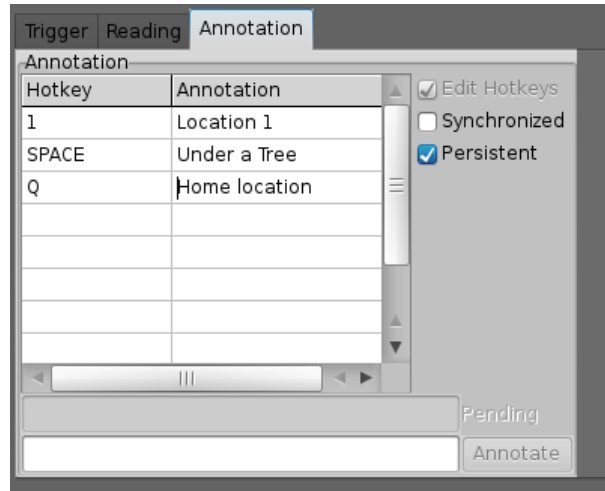 Trigger Reading Annotation
Annotation
Hotkey Annotation
Edit Hotkeys
1 Location 1
Synchronized
SPACE Under a Tree
Persistent
Q Home location
Pending
Annotate